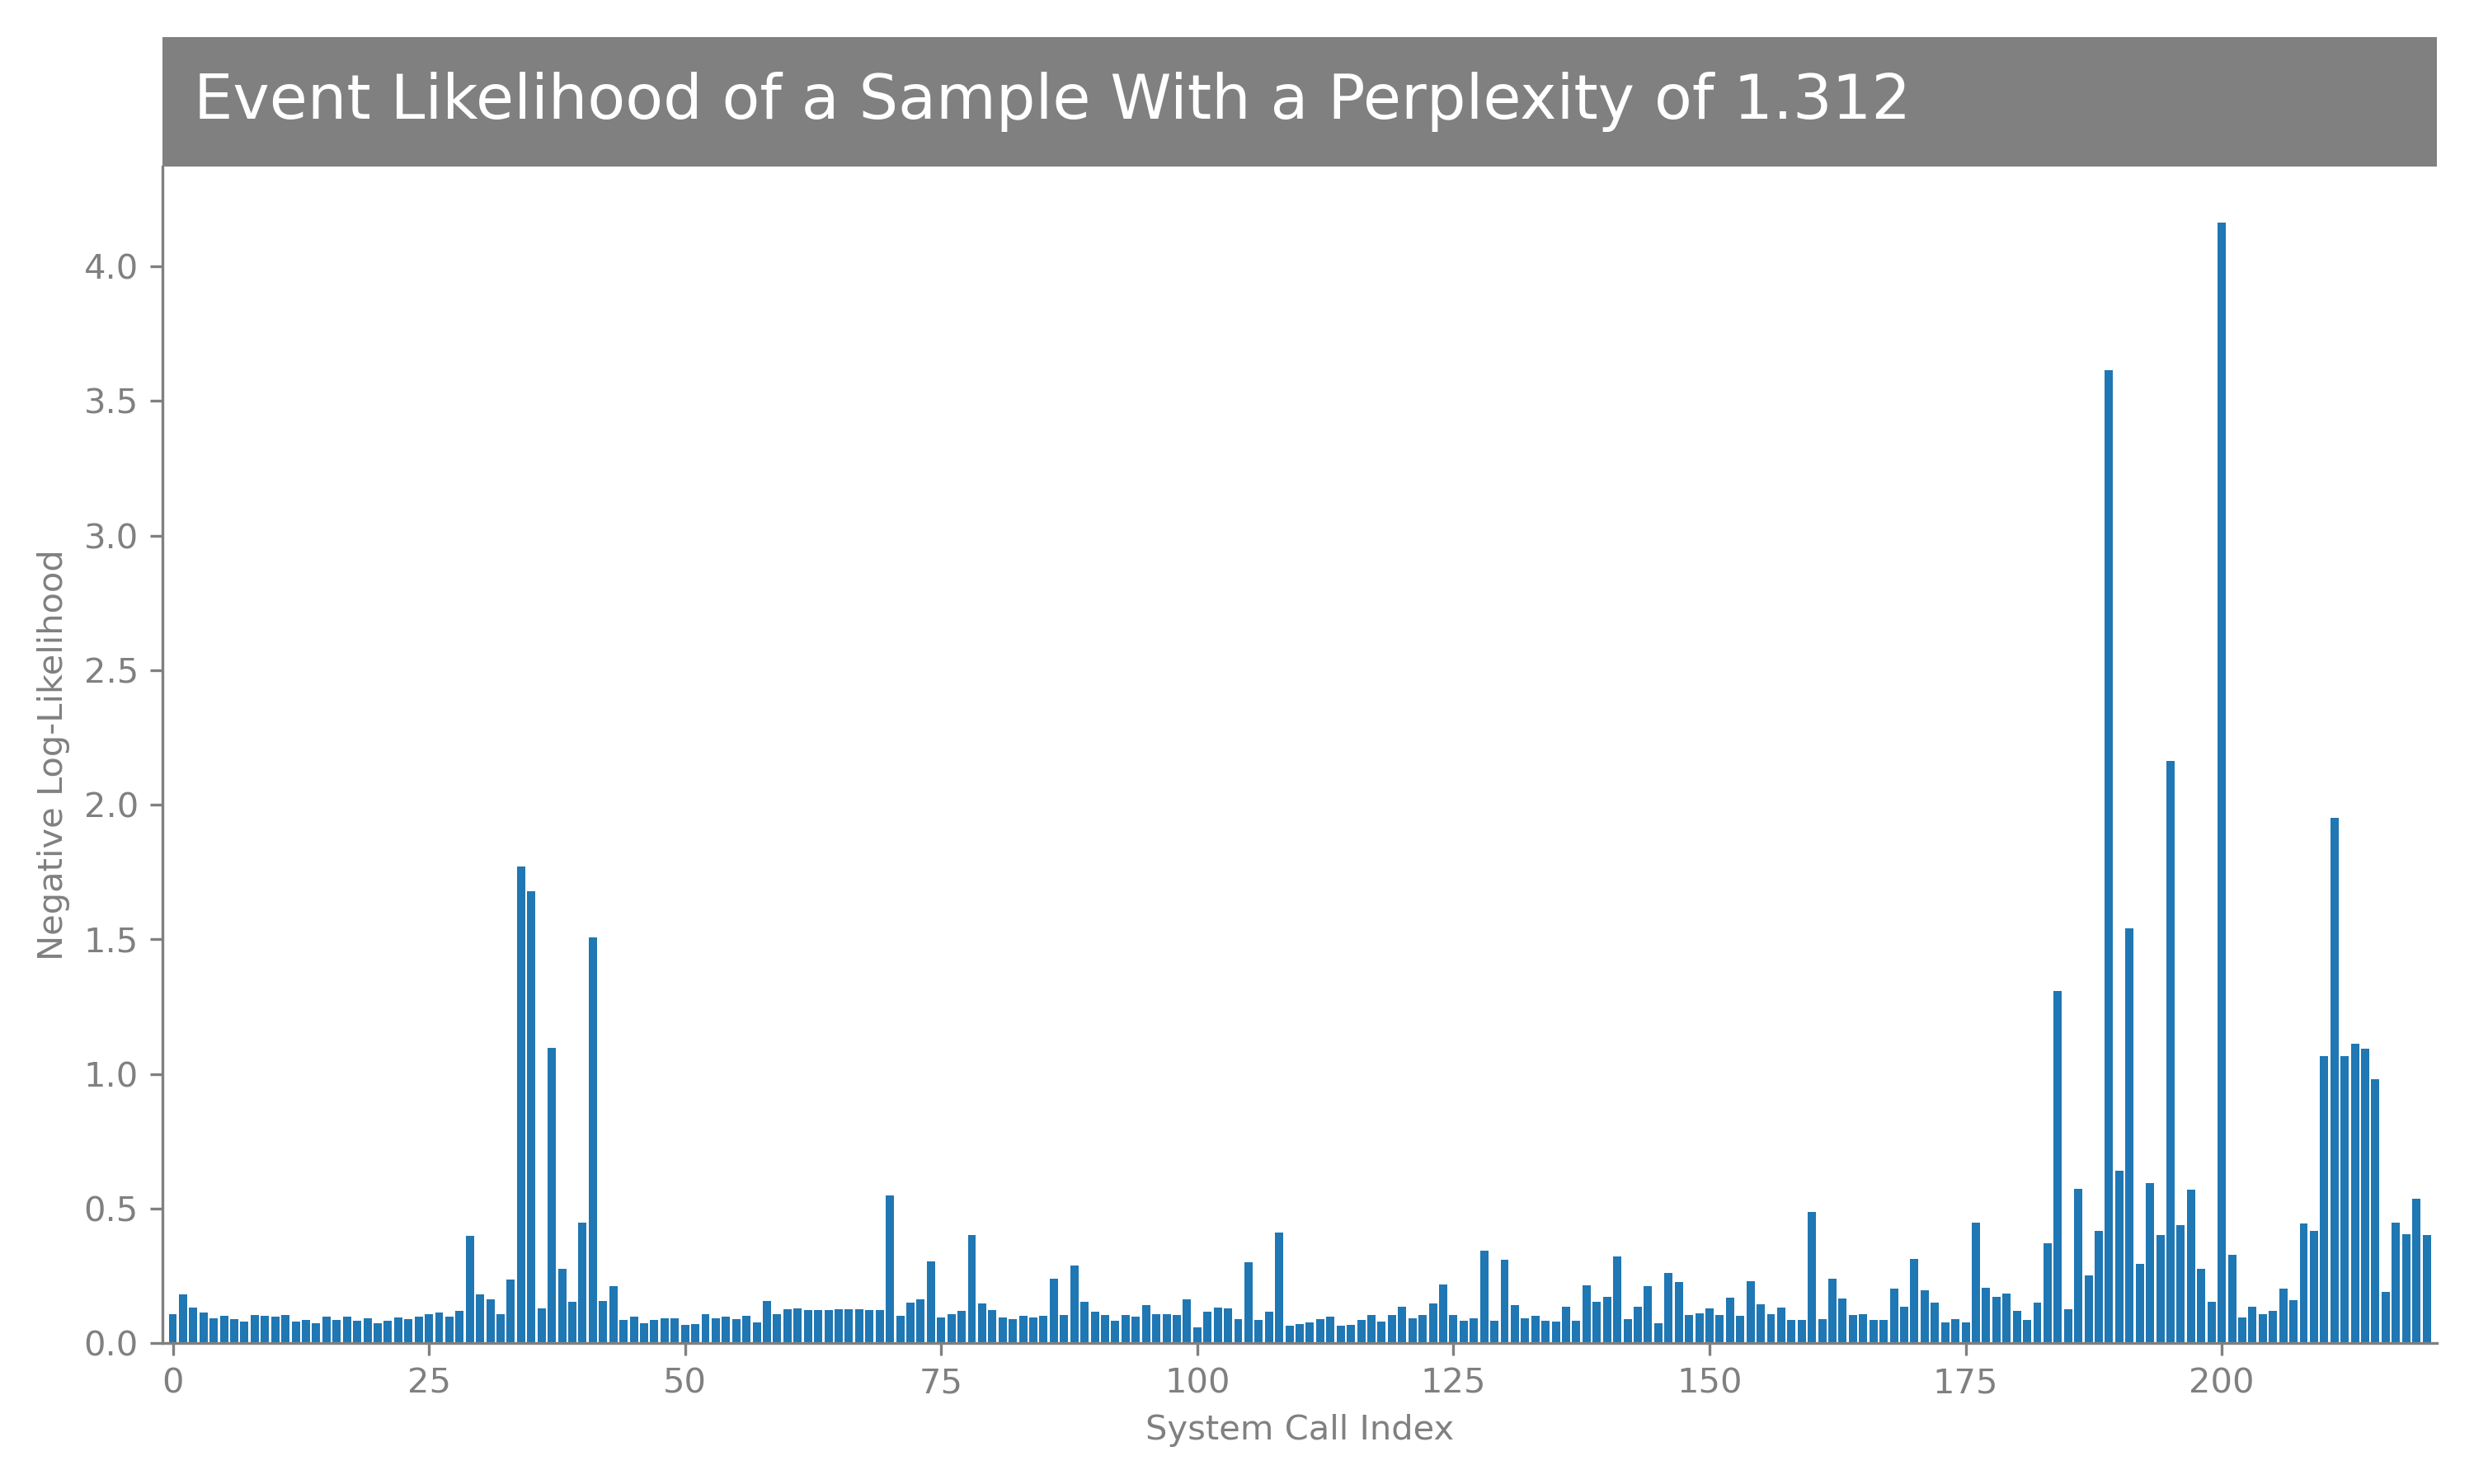 Event Likelihood of a Sample With a Perplexity of 1.312
4.0
3.5
3.0
2.5
2.0
1.5
1.0
0.5
0.0
Negative Log-Likelihood
0 25 50 75 100 125 150 175 200
System Call Index